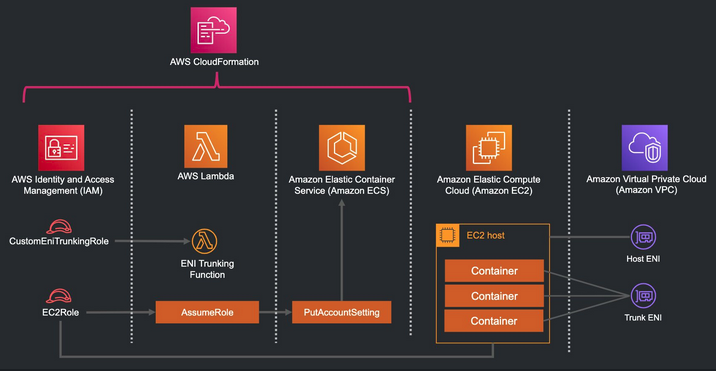 AWS CloudFormation
AWS Identity and Access
Management (IAM)
AWS Lambda
Amazon Elastic Container
Service (Amazon ECS)
Amazon Elastic Compute
Cloud (Amazon EC2)
Amazon Virtual Private Cloud
(Amazon VPC)
CustomEniTrunkingRole
ENI Trunking
Function
EC2 host
Host ENI
Container
Container
Container
Trunk ENI
EC2Role
AssumeRole
PutAccountSetting